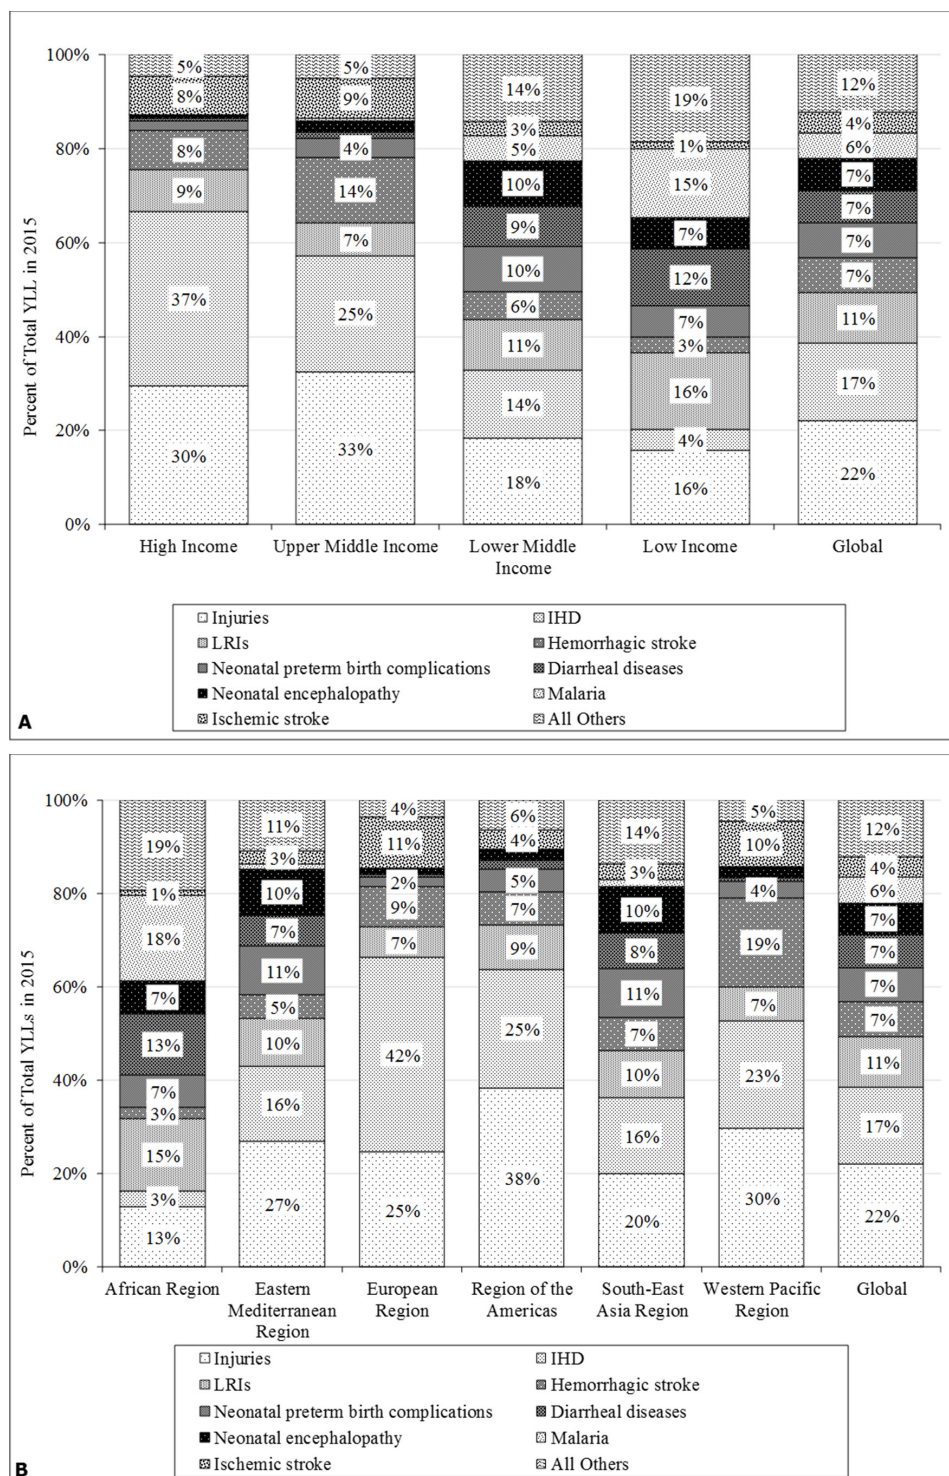 100%
80%
60%
40%
20%
0%
Percent of Total YLL in 2015
5%
8%
8%
9%
37%
30%
5%
9%
4%
14%
7%
25%
33%
14%
3%
5%
10%
9%
10%
6%
11%
14%
18%
19%
1%
15%
7%
12%
7%
3%
16%
4%
16%
12%
4%
6%
7%
7%
7%
7%
11%
17%
22%
High Income
Upper Middle Income
Lower Middle
Income
Low Income
Global
Injuries
IHD
LRIs
Hemorrhagic stroke
Neonatal preterm birth complications
Diarrheal diseases
Neonatal encephalopathy
Malaria
Ischemic stroke
All Others
A
100%
80%
60%
40%
20%
0%
Percent of Total YLLs in 2015
19%
1%
18%
7%
13%
7%
3%
15%
3%
13%
11%
3%
10%
7%
11%
5%
10%
16%
27%
4%
11%
2%
9%
7%
42%
25%
6%
4%
5%
7%
9%
25%
38%
14%
3%
10%
8%
11%
7%
10%
16%
20%
5%
10%
4%
19%
7%
23%
30%
12%
4%
6%
7%
7%
7%
7%
11%
17%
22%
African Region
Eastern
Mediterranean
Region
European
Region
Region of the
Americas
South-East
Asia Region
Western Pacific
Region
Global
Injuries
IHD
LRIs
Hemorrhagic stroke
Neonatal preterm birth complications
Diarrheal diseases
Neonatal encephalopathy
Malaria
Ischemic stroke
All Others
B